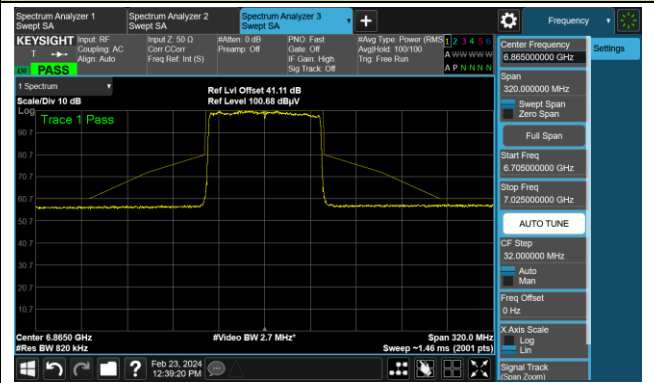 Spectrum Analyzer 1
Swept SA
Spectrum Analyzer 2
Swept SA
Spectrum Analyzer 3
Swept SA
Frequency
KEYSIGHT
Input: RF
Coupling: AC
Align: Auto
Input Z: 50 Ω
Corr CCorr
Freq Ref: Int (S)
#Atten: 0 dB
Preamp: Off
PNO: Fast
Gate: Off
IF Gain: High
Sig Track: Off
#Avg Type: Power (RMS
Avg|Hold: 100/100
Trig: Free Run
1 2 3 4 5 6
A W W W W W
A P N N N N
T
LXI
PASS
1 Spectrum
Scale/Div 10 dB
Ref Lvl Offset 41.11 dB
Ref Level 100.68 dBµV
Log
Trace 1 Pass
90.7
80.7
70.7
60.7
50.7
40.7
30.7
20.7
10.7
Center 6.8650 GHz
#Res BW 820 kHz
#Video BW 2.7 MHz*
Span 320.0 MHz
Sweep ~1.46 ms (2001 pts)
Center Frequency
6.865000000 GHz
Settings
Span
320.000000 MHz
Swept Span
Zero Span
Full Span
Start Freq
6.705000000 GHz
Stop Freq
7.025000000 GHz
AUTO TUNE
CF Step
32.000000 MHz
Auto
Man
Freq Offset
0 Hz
X Axis Scale
Log
Lin
Signal Track
(Span Zoom)
?
Feb 23, 2024
12:39:20 PM